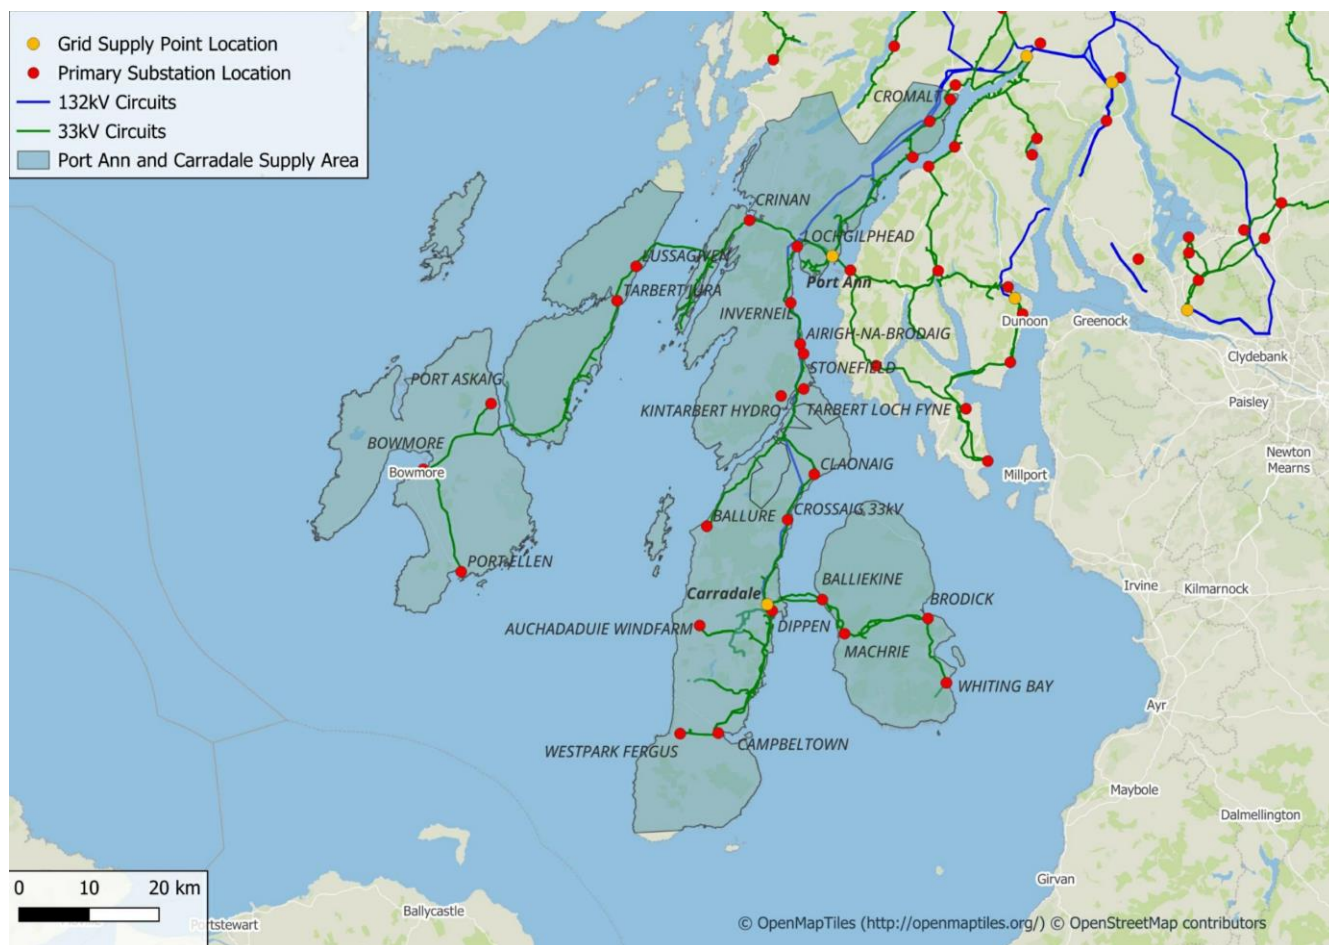 Grid Supply Point Location
Primary Substation Location
132kV Circuits
33kV Circuits
Port Ann and Carradale Supply Area
CROMALT
CRINAN
LOCHGILPHEAD
LUSSAGIVEN
Port Ann
TARBERT JURA
INVERNEIL
Dunoon
Greenock
AIRIGH-NA-BRODAIG
Clydebank
STONEFIELD
PORT ASKAIG
KINTARBERT HYDRO
TARBERT LOCH FYNE
Paisley
BOWMORE
Bowmore
CLAONAIG
Millport
Newton
Mearns
BALLURE
CROSSAIG 33kV
PORT ELLEN
BALLIEKINE
Irvine
Kilmarnock
Carradale
BRODICK
AUCHADADUIE WINDFARM
DIPPEN
MACHRIE
WHITING BAY
Ayr
WESTPARK FERGUS
CAMPBELTOWN
Maybole
Dalmellington
Girvan
0 10 20 km
Ballycastle
Portstewart
© OpenMapTiles (http://openmaptiles.org/) © OpenStreetMap contributors